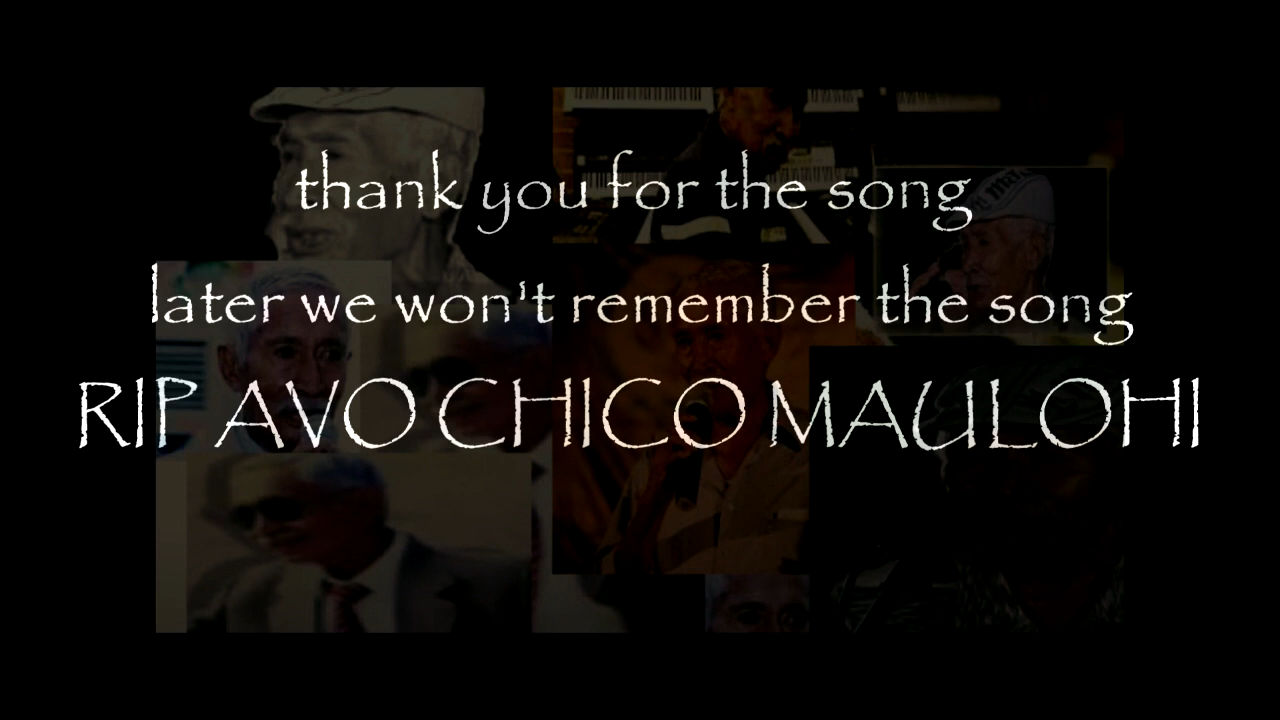 thank you for the song
later we won't remember the song
RIP AVO CHICO MAULOHI